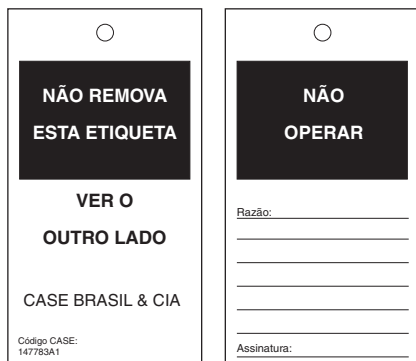 NÃO REMOVA
ESTA ETIQUETA
VER O
OUTRO LADO
CASE BRASIL & CIA
Código CASE:
147783A1
NÃO
OPERAR
Razão:
Assinatura: